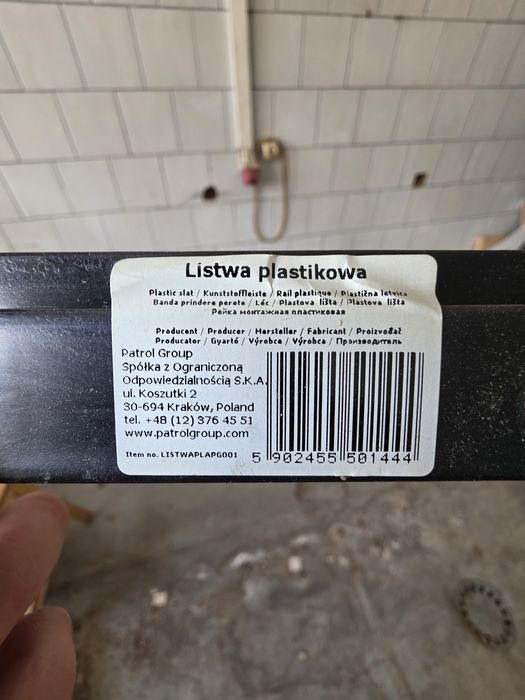 Listwa plastikowa
Plastic slat / Kunststoffleiste / Rail plastique / Plastična letvica
Banda prindere perete / Léc / Plastova lišta / Plastova lišta
Рейка монтажная пластиковая
Producent / Producer / Hersteller / Fabricant / Proizvođač
Producator / Gyartó / Výrobce / Výrobca / Производитель
Patrol Group
Spółka z Ograniczoną
Odpowiedzialnością S.K.A.
ul. Koszutki 2
30-694 Kraków, Poland
tel. +48 (12) 376 45 51
www.patrolgroup.com
Item no. LISTWAPLAPG001
5 902455 501444